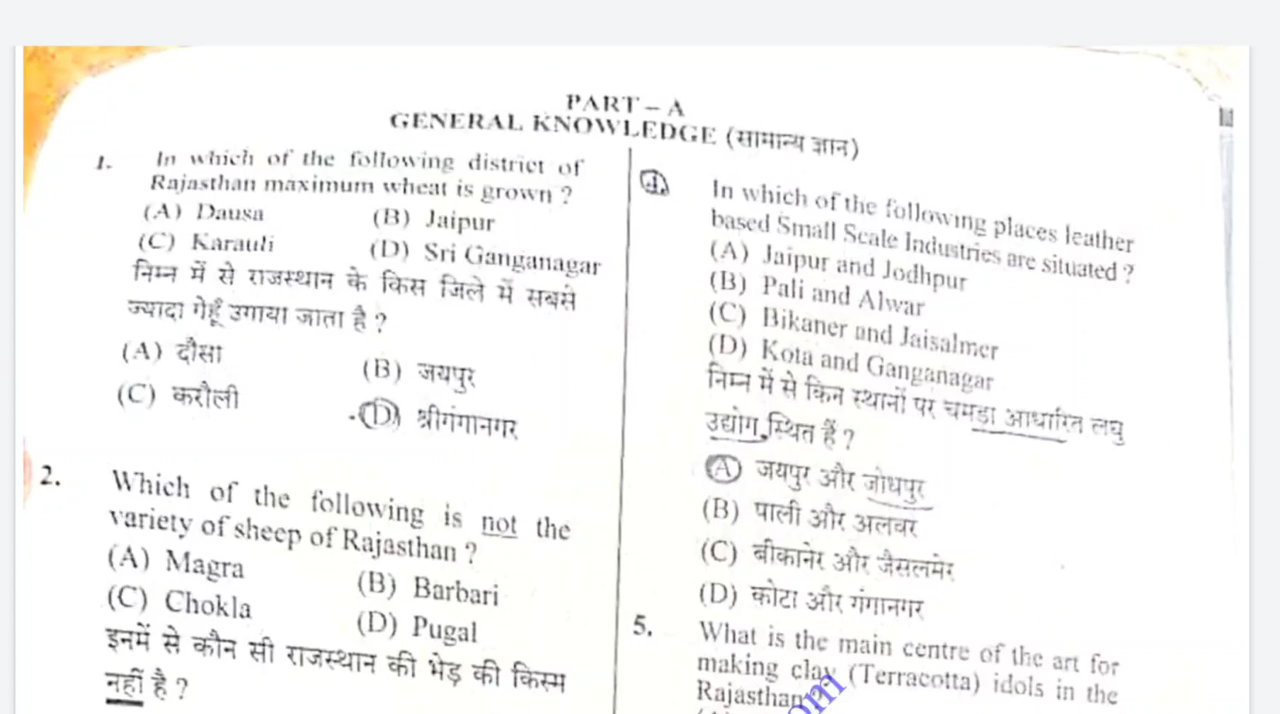 PART – A
GENERAL KNOWLEDGE (सामान्य ज्ञान)
1. In which of the following district of
Rajasthan maximum wheat is grown ?
(A) Dausa (B) Jaipur
(C) Karauli (D) Sri Ganganagar
निम्न में से राजस्थान के किस जिले में सबसे
ज्यादा गेहूँ उगाया जाता है ?
(A) दौसा (B) जयपुर
(C) करौली (D) श्रीगंगानगर
2. Which of the following is not the
variety of sheep of Rajasthan ?
(A) Magra (B) Barbari
(C) Chokla (D) Pugal
इनमें से कौन सी राजस्थान की भेड़ की किस्म
नहीं है ?
4. In which of the following places leather
based Small Scale Industries are situated ?
(A) Jaipur and Jodhpur
(B) Pali and Alwar
(C) Bikaner and Jaisalmer
(D) Kota and Ganganagar
निम्न में से किन स्थानों पर चमड़ा आधारित लघु
उद्योग स्थित हैं ?
(A) जयपुर और जोधपुर
(B) पाली और अलवर
(C) बीकानेर और जैसलमेर
(D) कोटा और गंगानगर
5. What is the main centre of the art for
making clay (Terracotta) idols in the
Rajasthan ?